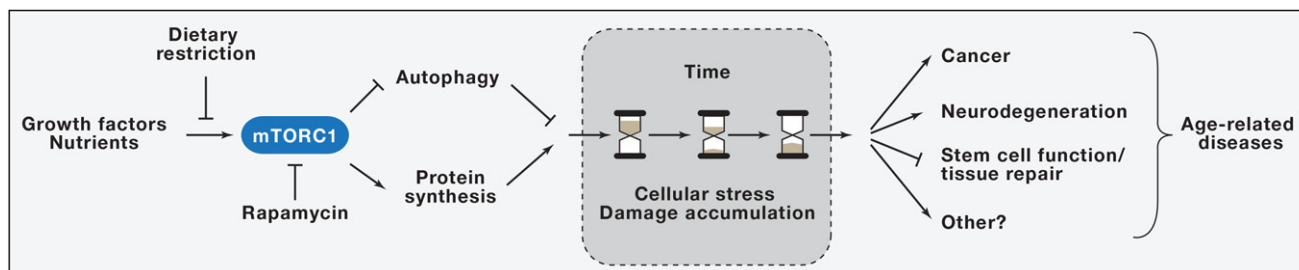 Dietary
restriction
Growth factors
Nutrients
mTORC1
Rapamycin
Autophagy
Protein
synthesis
Time
Cellular stress
Damage accumulation
Cancer
Neurodegeneration
Stem cell function/
tissue repair
Other?
Age-related
diseases